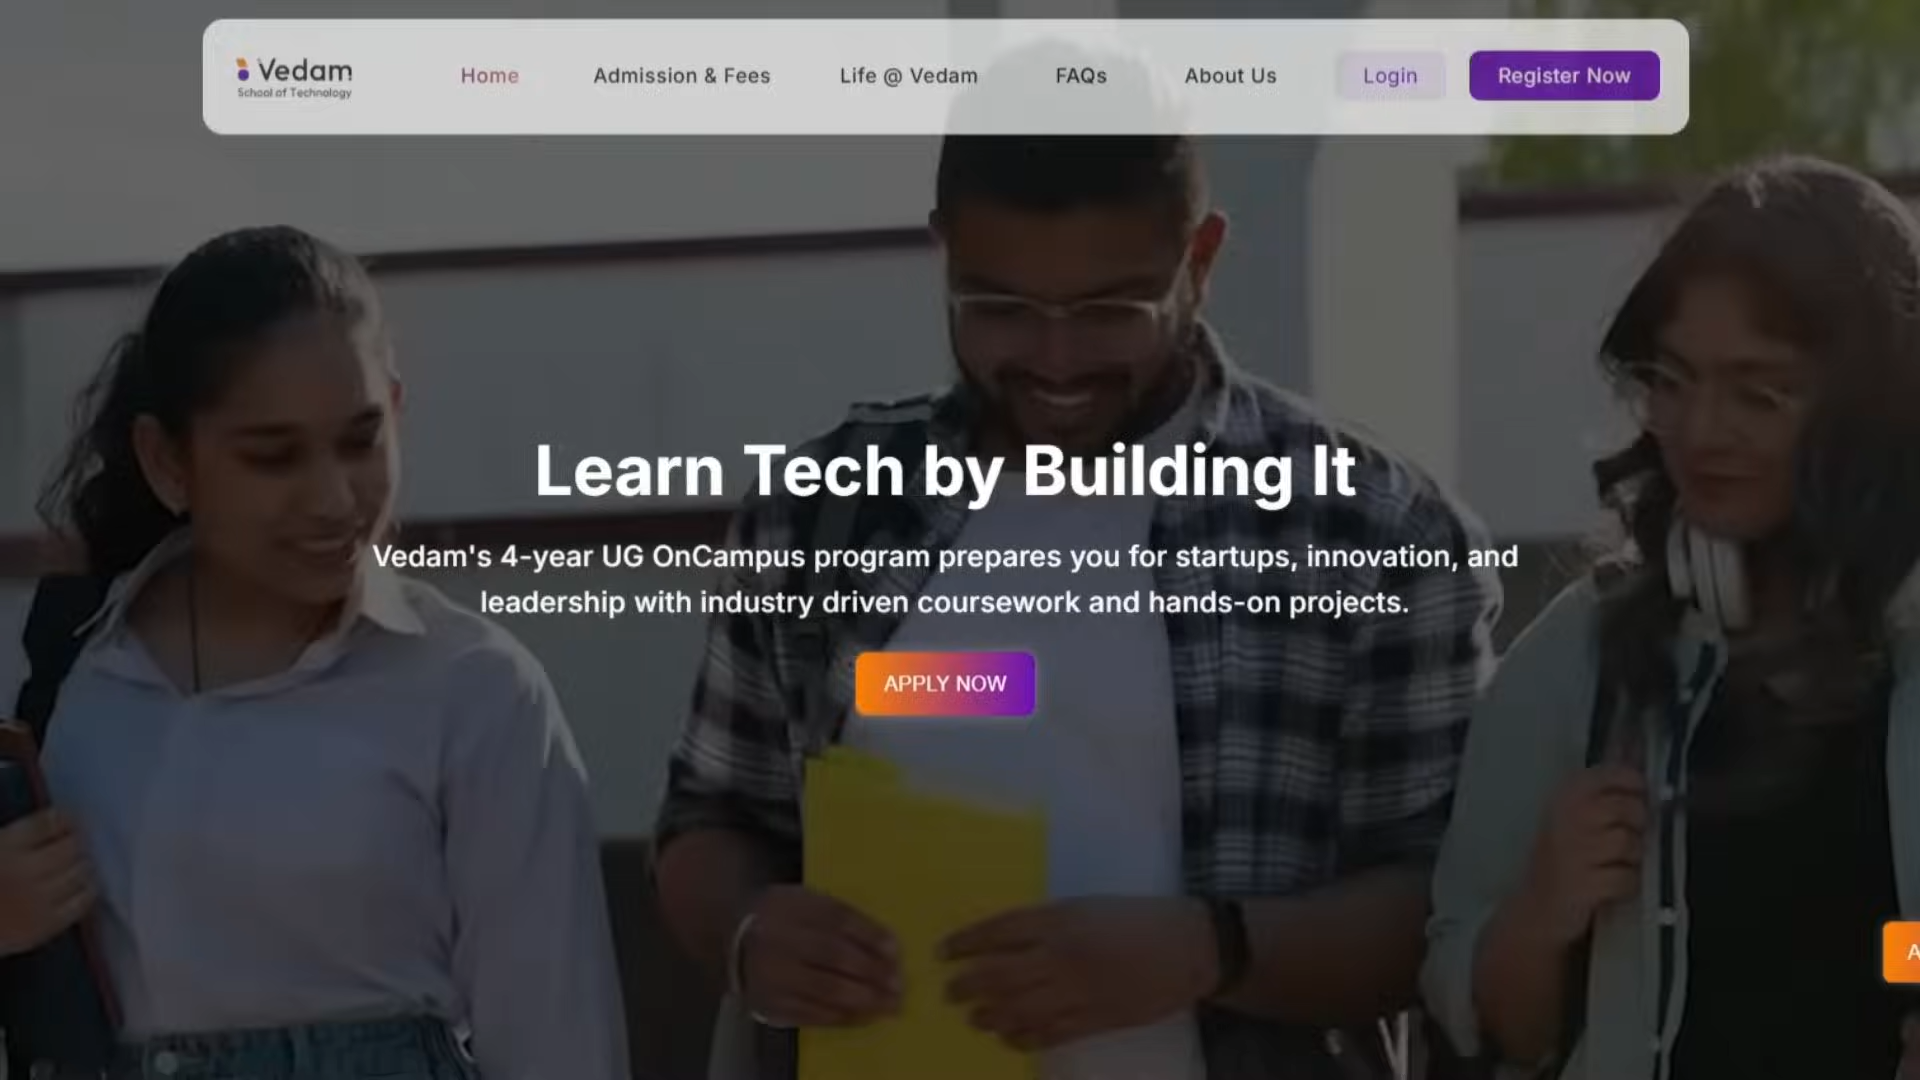 Vedam
School of Technology
Home
Admission & Fees
Life @ Vedam
FAQs
About Us
Login
Register Now
Learn Tech by Building It
Vedam's 4-year UG OnCampus program prepares you for startups, innovation, and
leadership with industry driven coursework and hands-on projects.
APPLY NOW